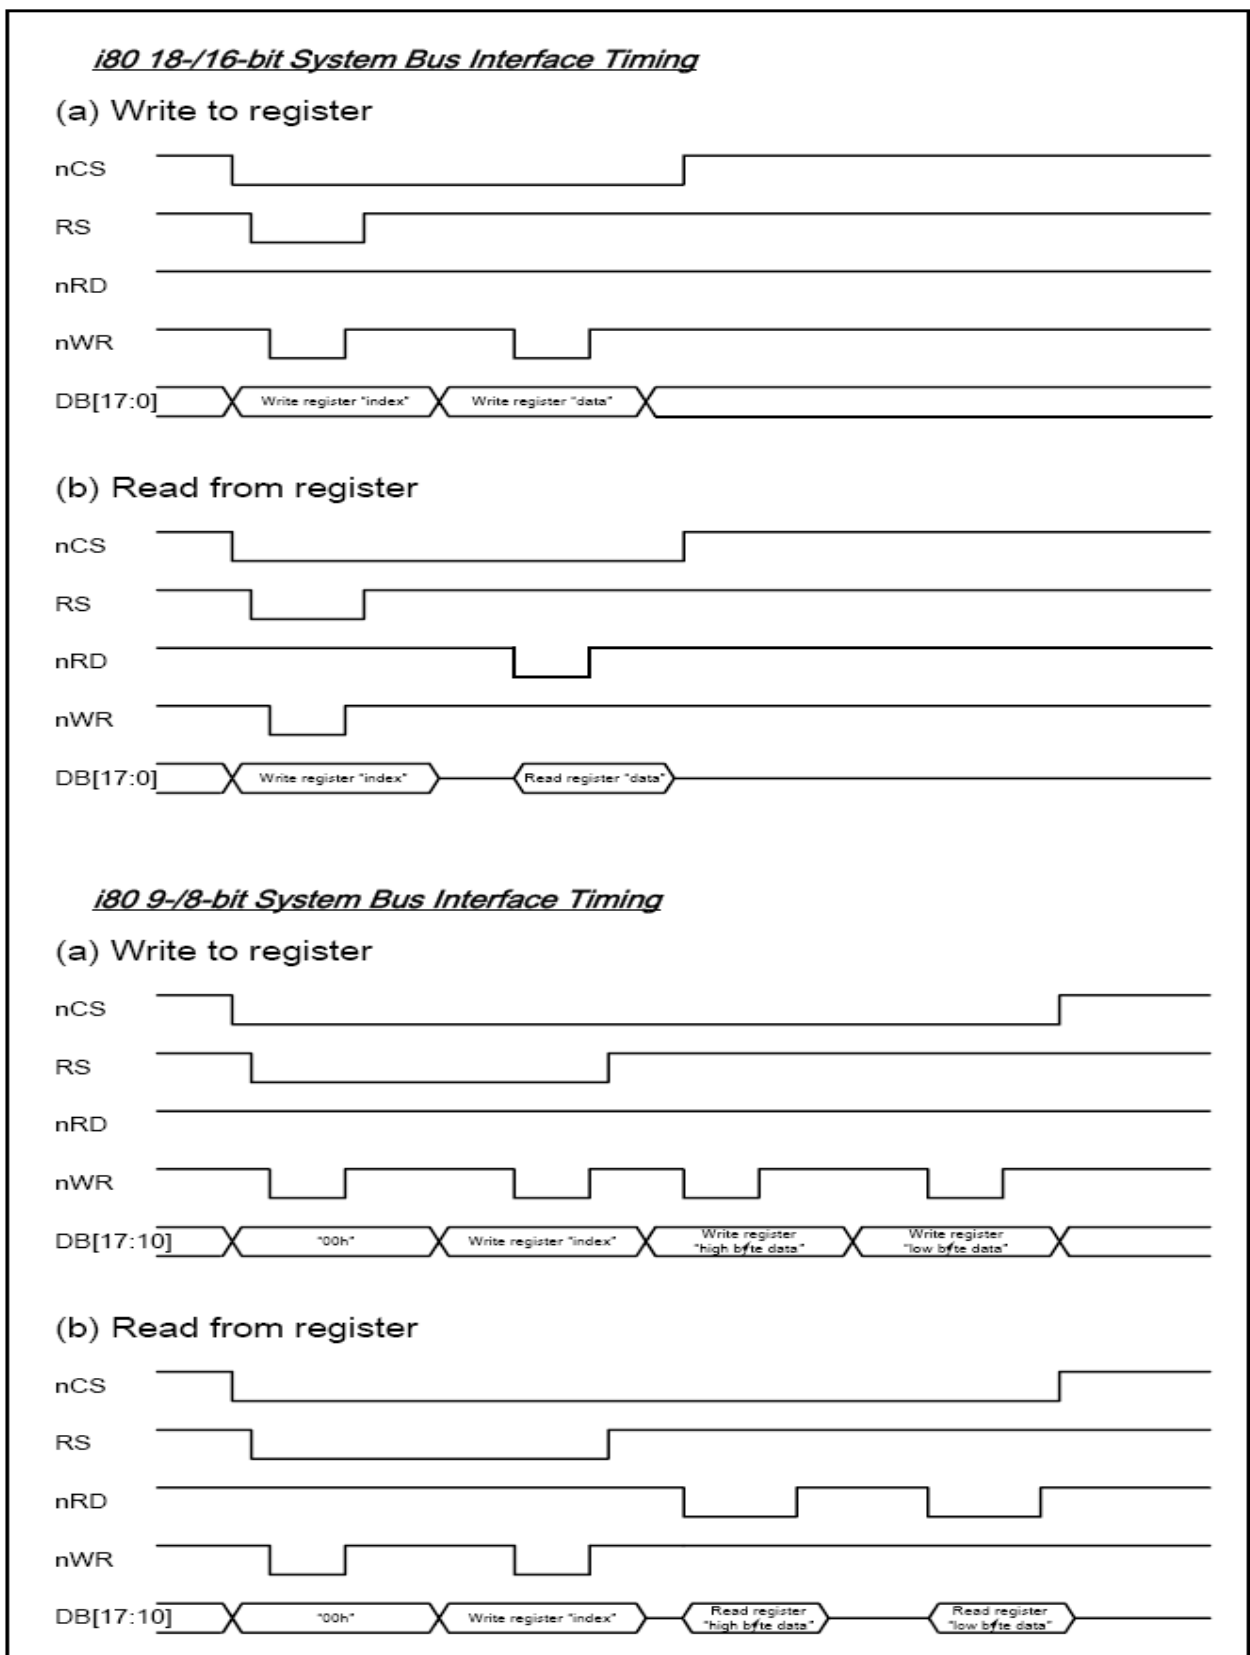 i80 18-/16-bit System Bus Interface Timing
(a) Write to register
nCS
RS
nRD
nWR
DB[17:0]
Write register "index"
Write register "data"
(b) Read from register
nCS
RS
nRD
nWR
DB[17:0]
Write register "index"
Read register "data"
i80 9-/8-bit System Bus Interface Timing
(a) Write to register
nCS
RS
nRD
nWR
DB[17:10]
"00h"
Write register "index"
Write register
"high byte data"
Write register
"low byte data"
(b) Read from register
nCS
RS
nRD
nWR
DB[17:10]
"00h"
Write register "index"
Read register
"high byte data"
Read register
"low byte data"